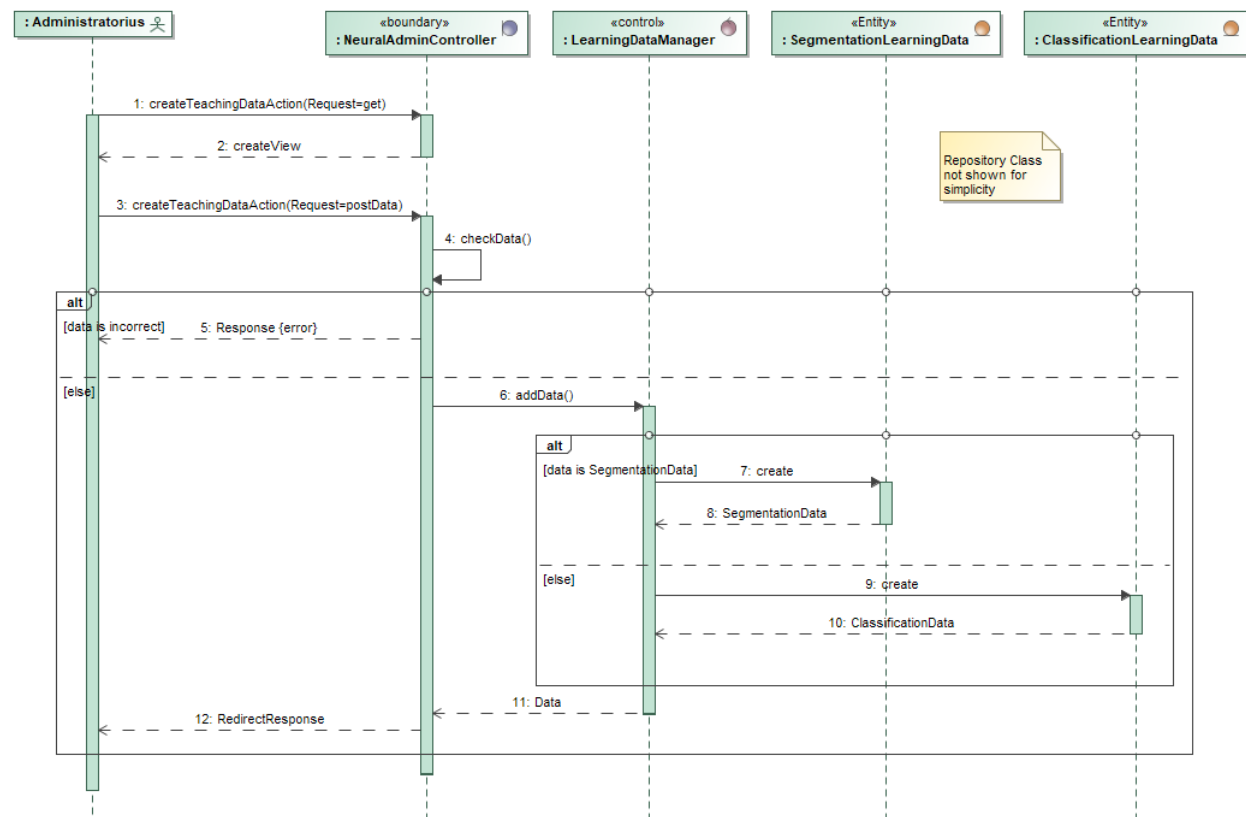 : Administratorius
«boundary»
: NeuralAdminController
«control»
: LearningDataManager
«Entity»
: SegmentationLearningData
«Entity»
: ClassificationLearningData
1: createTeachingDataAction(Request=get)
2: createView
Repository Class
not shown for
simplicity
3: createTeachingDataAction(Request=postData)
4: checkData()
alt
[data is incorrect]
5: Response {error}
[else]
6: addData()
alt
[data is SegmentationData]
7: create
8: SegmentationData
[else]
9: create
10: ClassificationData
11: Data
12: RedirectResponse